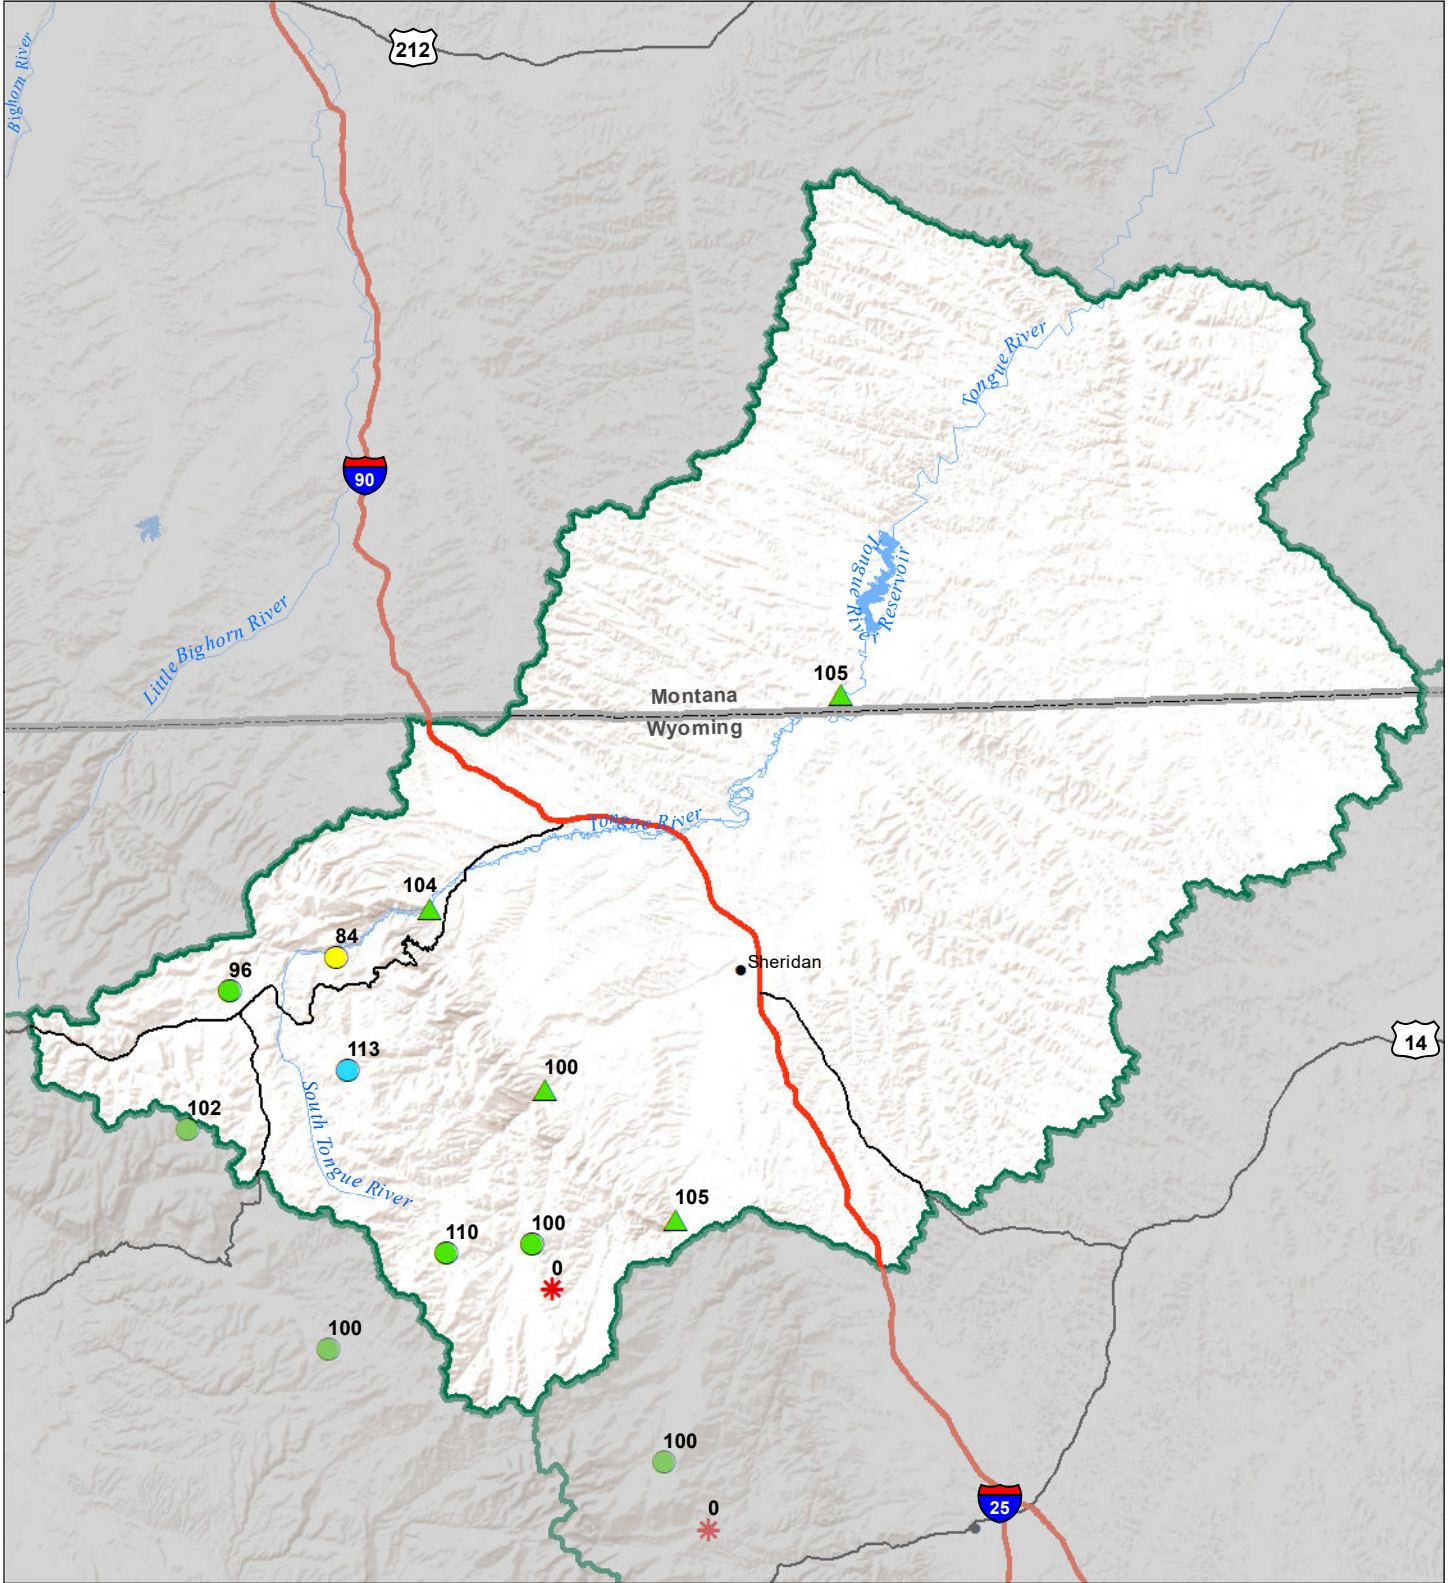 212
Bighorn River
Tongue River
90
Tongue River Reservoir
Little Bighorn River
105
Montana
Wyoming
Tongue River
104
84
Sheridan
96
14
113
100
102
South Tongue River
105
110
100
0
100
100
25
0